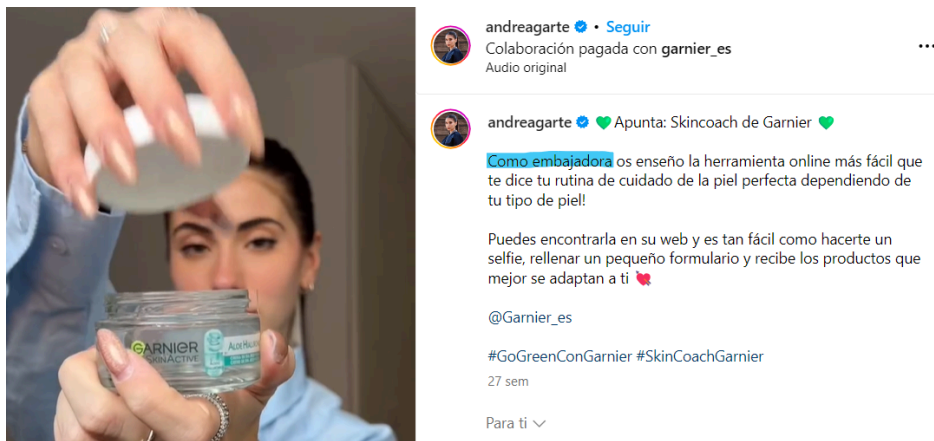 andreagarte • Seguir
Colaboración pagada con garnier_es
Audio original
andreagarte 💚 Apunta: Skincoach de Garnier 💚
Como embajadora os enseño la herramienta online más fácil que
te dice tu rutina de cuidado de la piel perfecta dependiendo de
tu tipo de piel!
Puedes encontrarla en su web y es tan fácil como hacerte un
selfie, rellenar un pequeño formulario y recibe los productos que
mejor se adaptan a ti 💘
@Garnier_es
#GoGreenConGarnier #SkinCoachGarnier
27 sem
Para ti
GARNIER
SKINACTIVE